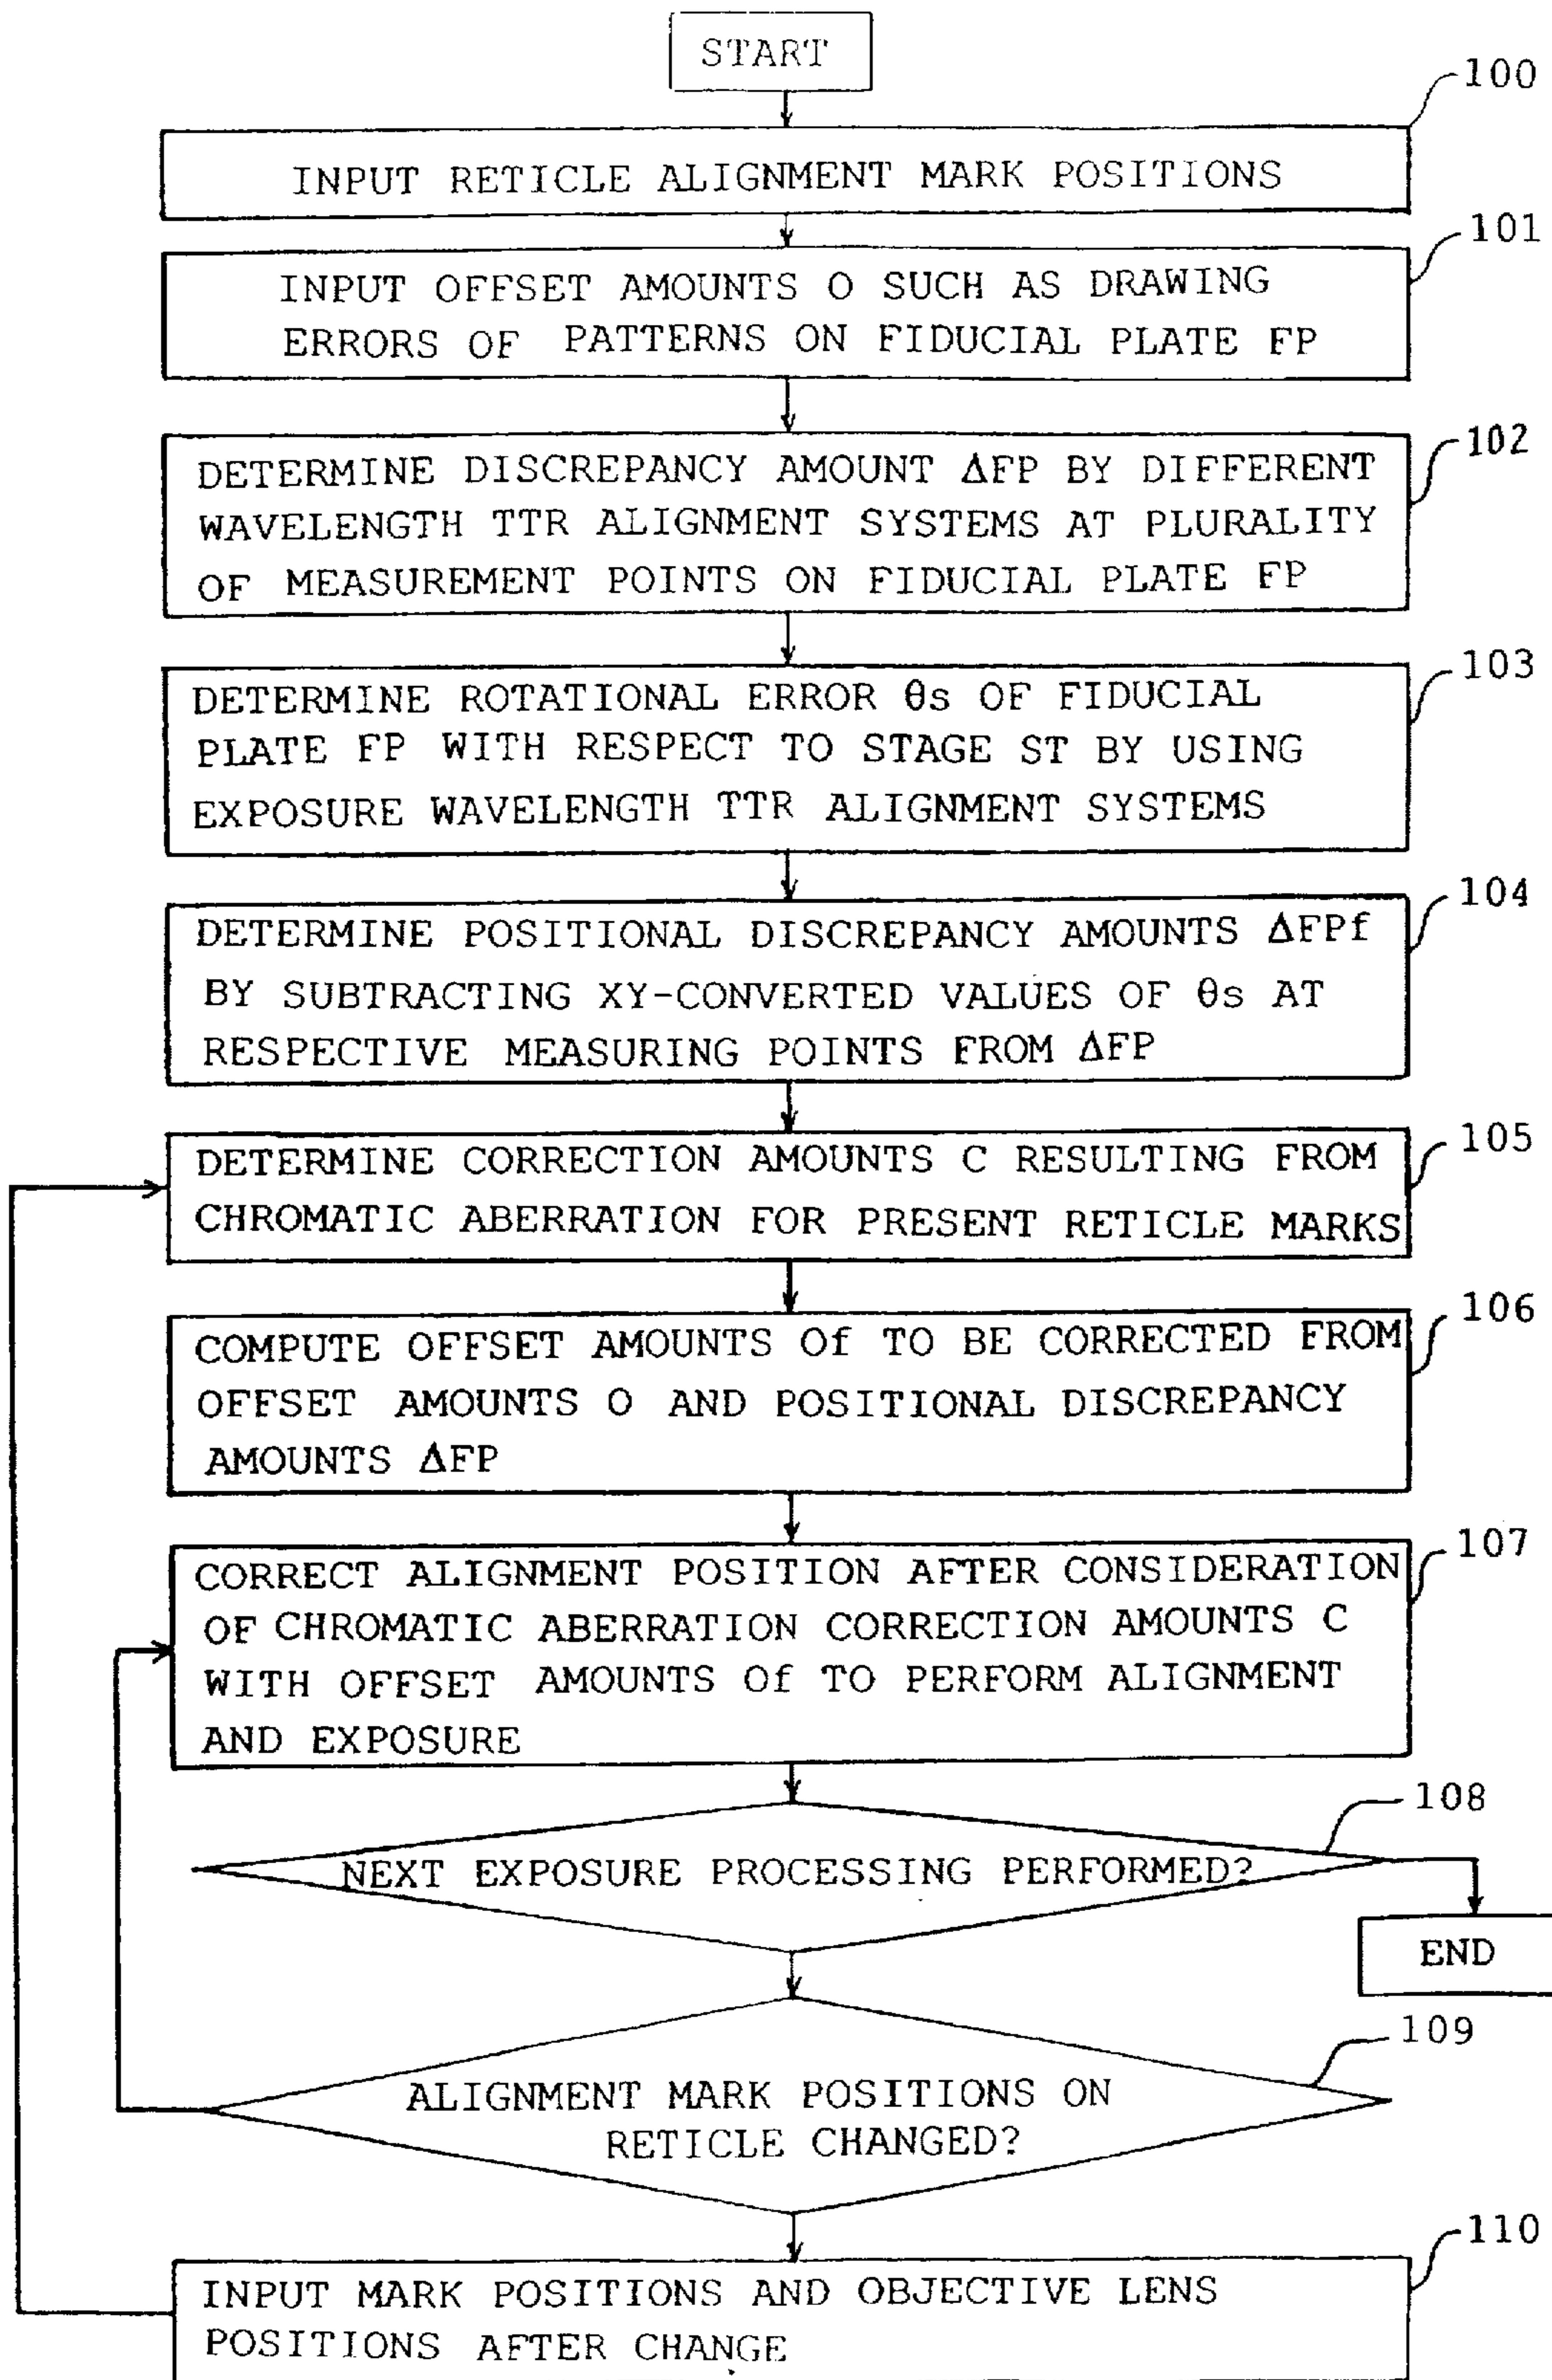 START
100
INPUT RETICLE ALIGNMENT MARK POSITIONS
101
INPUT OFFSET AMOUNTS O SUCH AS DRAWING
ERRORS OF PATTERNS ON FIDUCIAL PLATE FP
102
DETERMINE DISCREPANCY AMOUNT ΔFP BY DIFFERENT
WAVELENGTH TTR ALIGNMENT SYSTEMS AT PLURALITY
OF MEASUREMENT POINTS ON FIDUCIAL PLATE FP
103
DETERMINE ROTATIONAL ERROR θs OF FIDUCIAL
PLATE FP WITH RESPECT TO STAGE ST BY USING
EXPOSURE WAVELENGTH TTR ALIGNMENT SYSTEMS
104
DETERMINE POSITIONAL DISCREPANCY AMOUNTS ΔFPf
BY SUBTRACTING XY-CONVERTED VALUES OF θs AT
RESPECTIVE MEASURING POINTS FROM ΔFP
105
DETERMINE CORRECTION AMOUNTS C RESULTING FROM
CHROMATIC ABERRATION FOR PRESENT RETICLE MARKS
106
COMPUTE OFFSET AMOUNTS Of TO BE CORRECTED FROM
OFFSET AMOUNTS O AND POSITIONAL DISCREPANCY
AMOUNTS ΔFP
107
CORRECT ALIGNMENT POSITION AFTER CONSIDERATION
OF CHROMATIC ABERRATION CORRECTION AMOUNTS C
WITH OFFSET AMOUNTS Of TO PERFORM ALIGNMENT
AND EXPOSURE
108
NEXT EXPOSURE PROCESSING PERFORMED?
END
109
ALIGNMENT MARK POSITIONS ON
RETICLE CHANGED?
110
INPUT MARK POSITIONS AND OBJECTIVE LENS
POSITIONS AFTER CHANGE